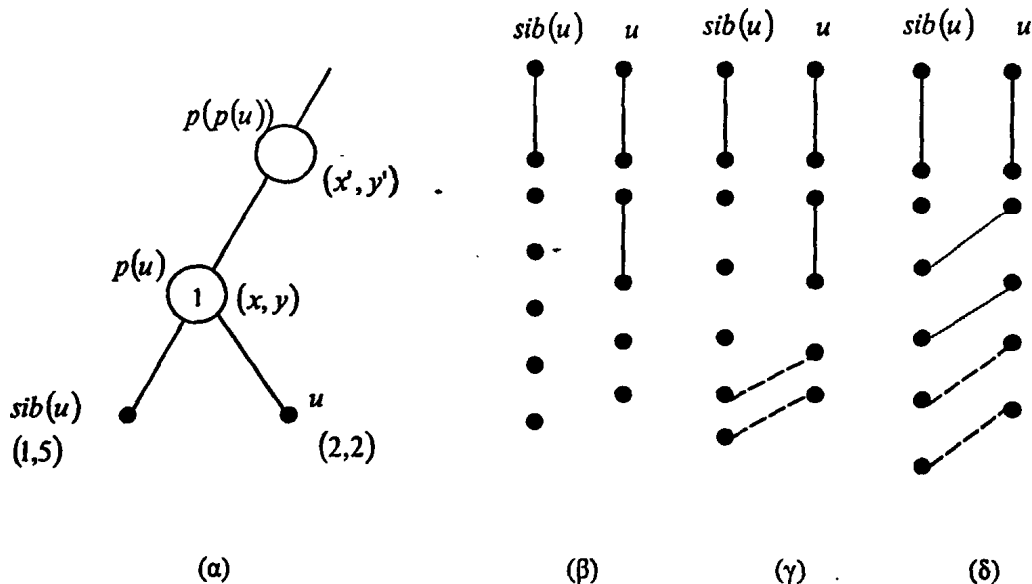 sib(u) u sib(u) u sib(u) u
p(p(u))
(x', y')
p(u)
1 (x, y)
sib(u) u
(1,5) (2,2)
(α) (β) (γ) (δ)